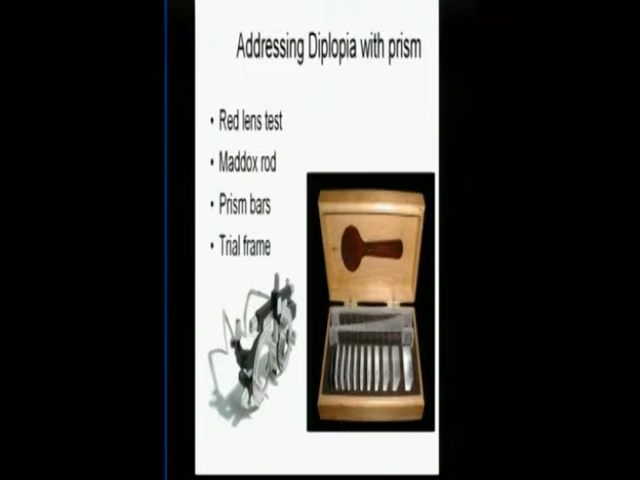 Addressing Diplopia with prism
• Red lens test
• Maddox rod
• Prism bars
• Trial frame